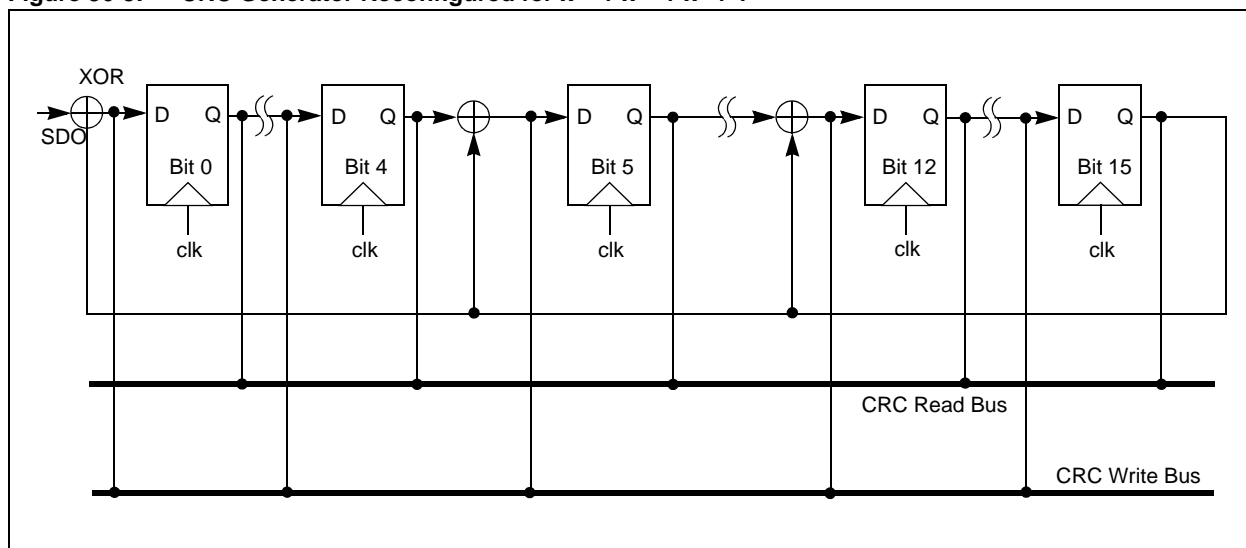 XOR
SDO
D Q
Bit 0
clk
D Q
Bit 4
clk
D Q
Bit 5
clk
D Q
Bit 12
clk
D Q
Bit 15
clk
CRC Read Bus
CRC Write Bus